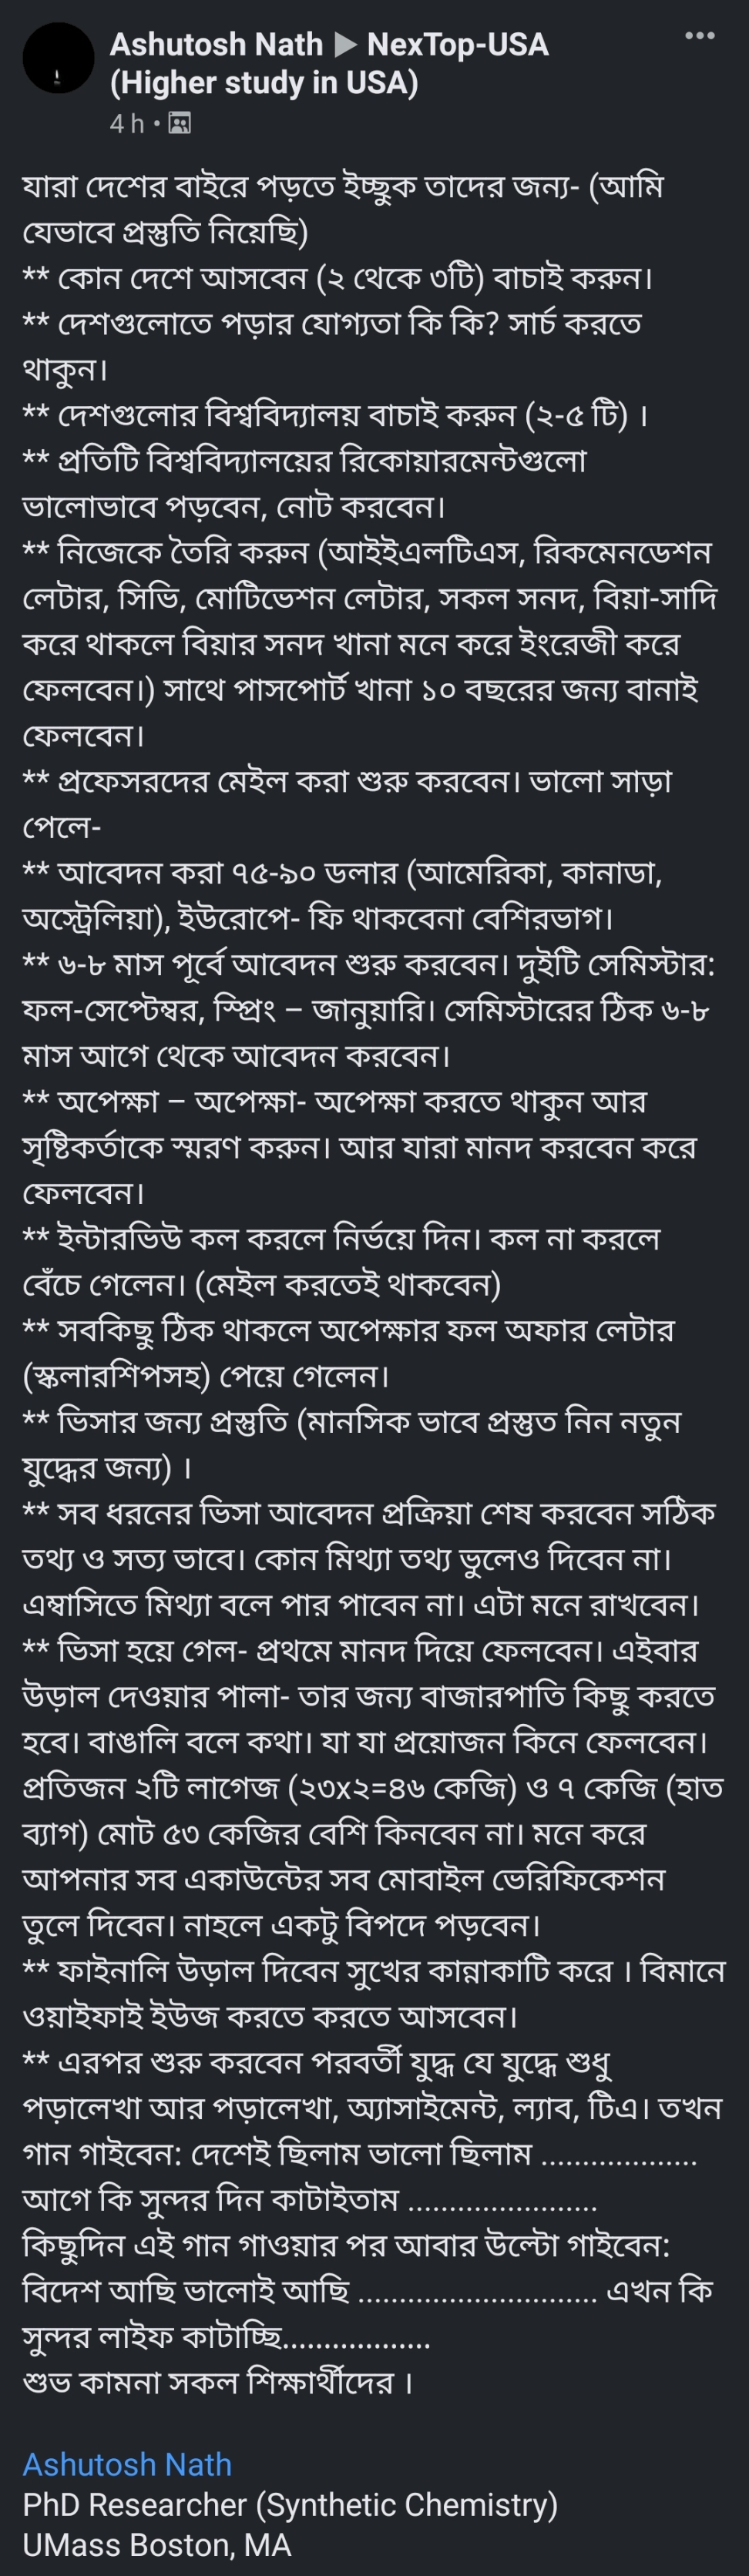 Ashutosh Nath ▶ NexTop-USA
(Higher study in USA)
4 h •
যারা দেশের বাইরে পড়তে ইচ্ছুক তাদের জন্য- (আমি
যেভাবে প্রস্তুতি নিয়েছি)
** কোন দেশে আসবেন (২ থেকে ৩টি) বাচাই করুন।
** দেশগুলোতে পড়ার যোগ্যতা কি কি? সার্চ করতে
থাকুন।
** দেশগুলোর বিশ্ববিদ্যালয় বাচাই করুন (২-৫ টি) ।
** প্রতিটি বিশ্ববিদ্যালয়ের রিকোয়ারমেন্টগুলো
ভালোভাবে পড়বেন, নোট করবেন।
** নিজেকে তৈরি করুন (আইইএলটিএস, রিকমেনডেশন
লেটার, সিভি, মোটিভেশন লেটার, সকল সনদ, বিয়া-সাদি
করে থাকলে বিয়ার সনদ খানা মনে করে ইংরেজী করে
ফেলবেন।) সাথে পাসপোর্ট খানা ১০ বছরের জন্য বানাই
ফেলবেন।
** প্রফেসরদের মেইল করা শুরু করবেন। ভালো সাড়া
পেলে-
** আবেদন করা ৭৫-৯০ ডলার (আমেরিকা, কানাডা,
অস্ট্রেলিয়া), ইউরোপে- ফি থাকবেনা বেশিরভাগ।
** ৬-৮ মাস পূর্বে আবেদন শুরু করবেন। দুইটি সেমিস্টার:
ফল-সেপ্টেম্বর, স্প্রিং – জানুয়ারি। সেমিস্টারের ঠিক ৬-৮
মাস আগে থেকে আবেদন করবেন।
** অপেক্ষা – অপেক্ষা- অপেক্ষা করতে থাকুন আর
সৃষ্টিকর্তাকে স্মরণ করুন। আর যারা মানদ করবেন করে
ফেলবেন।
** ইন্টারভিউ কল করলে নির্ভয়ে দিন। কল না করলে
বেঁচে গেলেন। (মেইল করতেই থাকবেন)
** সবকিছু ঠিক থাকলে অপেক্ষার ফল অফার লেটার
(স্কলারশিপসহ) পেয়ে গেলেন।
** ভিসার জন্য প্রস্তুতি (মানসিক ভাবে প্রস্তুত নিন নতুন
যুদ্ধের জন্য) ।
** সব ধরনের ভিসা আবেদন প্রক্রিয়া শেষ করবেন সঠিক
তথ্য ও সত্য ভাবে। কোন মিথ্যা তথ্য ভুলেও দিবেন না।
এম্বাসিতে মিথ্যা বলে পার পাবেন না। এটা মনে রাখবেন।
** ভিসা হয়ে গেল- প্রথমে মানদ দিয়ে ফেলবেন। এইবার
উড়াল দেওয়ার পালা- তার জন্য বাজারপাতি কিছু করতে
হবে। বাঙালি বলে কথা। যা যা প্রয়োজন কিনে ফেলবেন।
প্রতিজন ২টি লাগেজ (২৩x২=৪৬ কেজি) ও ৭ কেজি (হাত
ব্যাগ) মোট ৫৩ কেজির বেশি কিনবেন না। মনে করে
আপনার সব একাউন্টের সব মোবাইল ভেরিফিকেশন
তুলে দিবেন। নাহলে একটু বিপদে পড়বেন।
** ফাইনালি উড়াল দিবেন সুখের কান্নাকাটি করে । বিমানে
ওয়াইফাই ইউজ করতে করতে আসবেন।
** এরপর শুরু করবেন পরবর্তী যুদ্ধ যে যুদ্ধে শুধু
পড়ালেখা আর পড়ালেখা, অ্যাসাইমেন্ট, ল্যাব, টিএ। তখন
গান গাইবেন: দেশেই ছিলাম ভালো ছিলাম ...................
আগে কি সুন্দর দিন কাটাইতাম .......................
কিছুদিন এই গান গাওয়ার পর আবার উল্টো গাইবেন:
বিদেশ আছি ভালোই আছি ............................. এখন কি
সুন্দর লাইফ কাটাচ্ছি..................
শুভ কামনা সকল শিক্ষার্থীদের ।
Ashutosh Nath
PhD Researcher (Synthetic Chemistry)
UMass Boston, MA